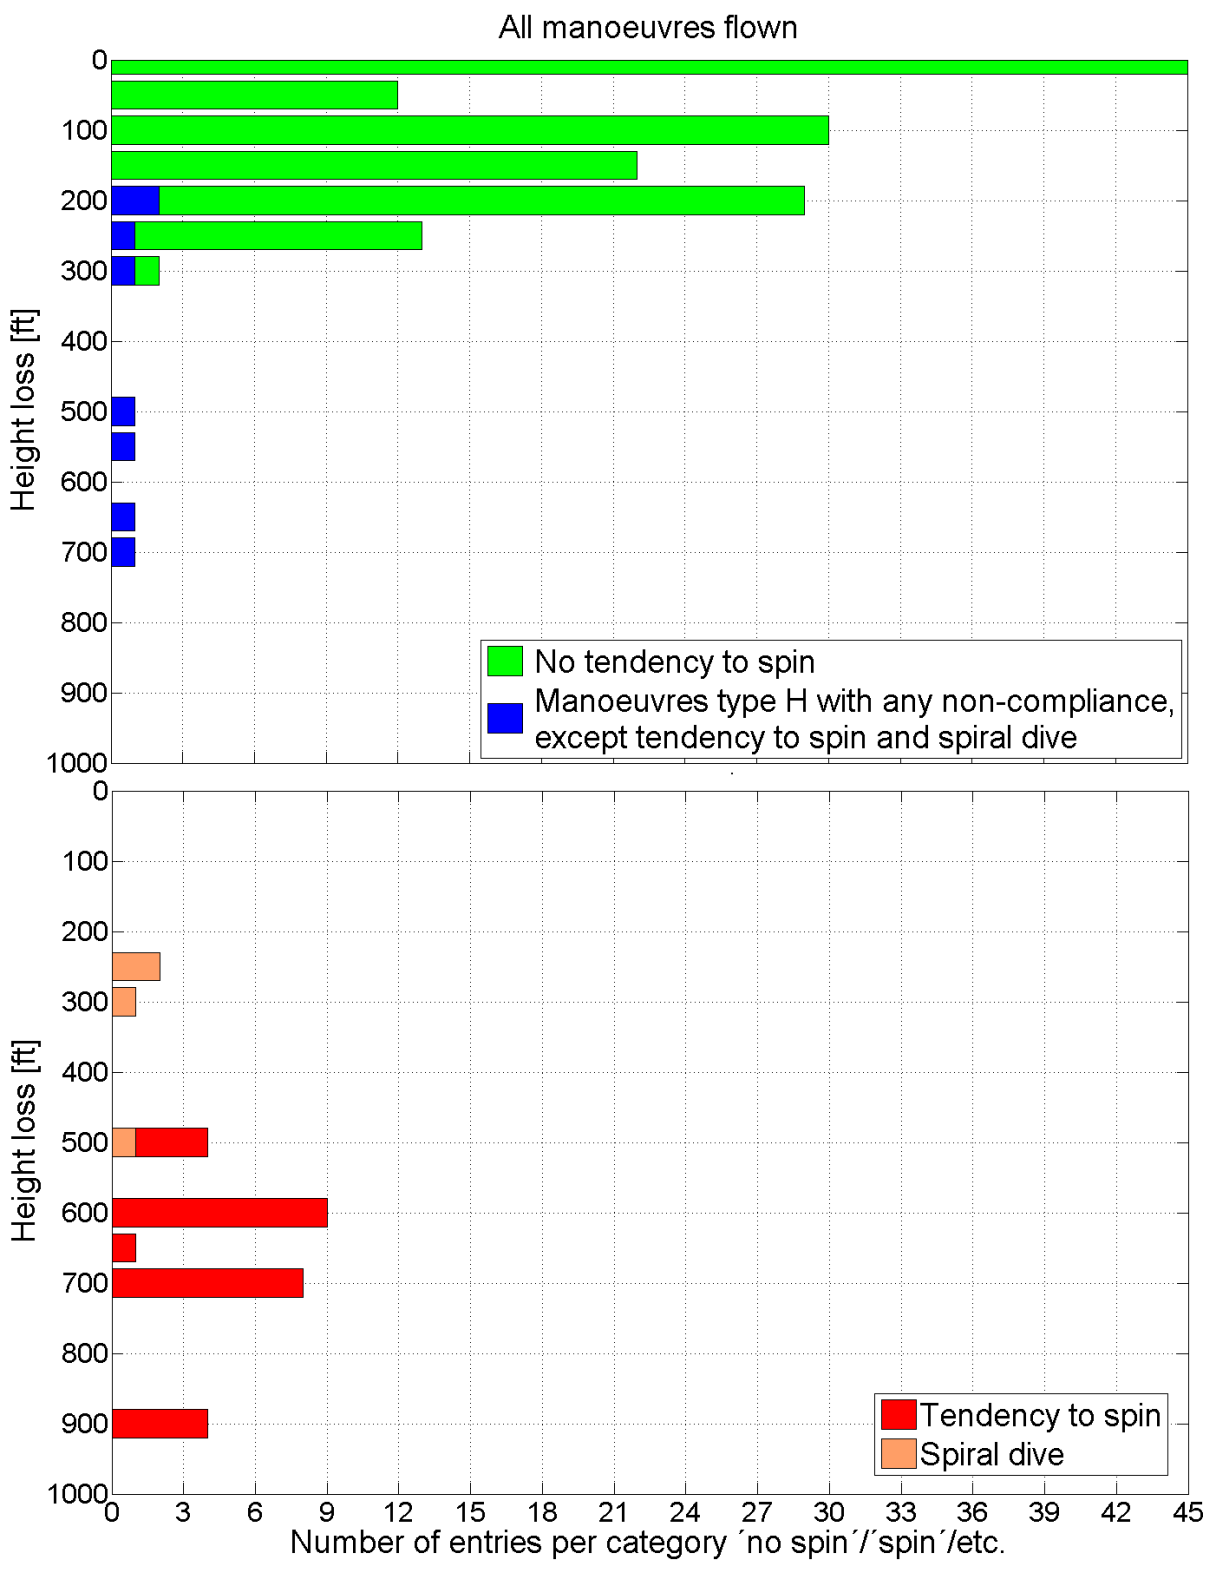 All manoeuvres flown
0
100
200
300
400
500
600
700
800
900
1000
Height loss [ft]
No tendency to spin
Manoeuvres type H with any non-compliance,
except tendency to spin and spiral dive
0
100
200
300
400
500
600
700
800
900
1000
Height loss [ft]
Tendency to spin
Spiral dive
0 3 6 9 12 15 18 21 24 27 30 33 36 39 42 45
Number of entries per category ´no spin´/´spin´/etc.